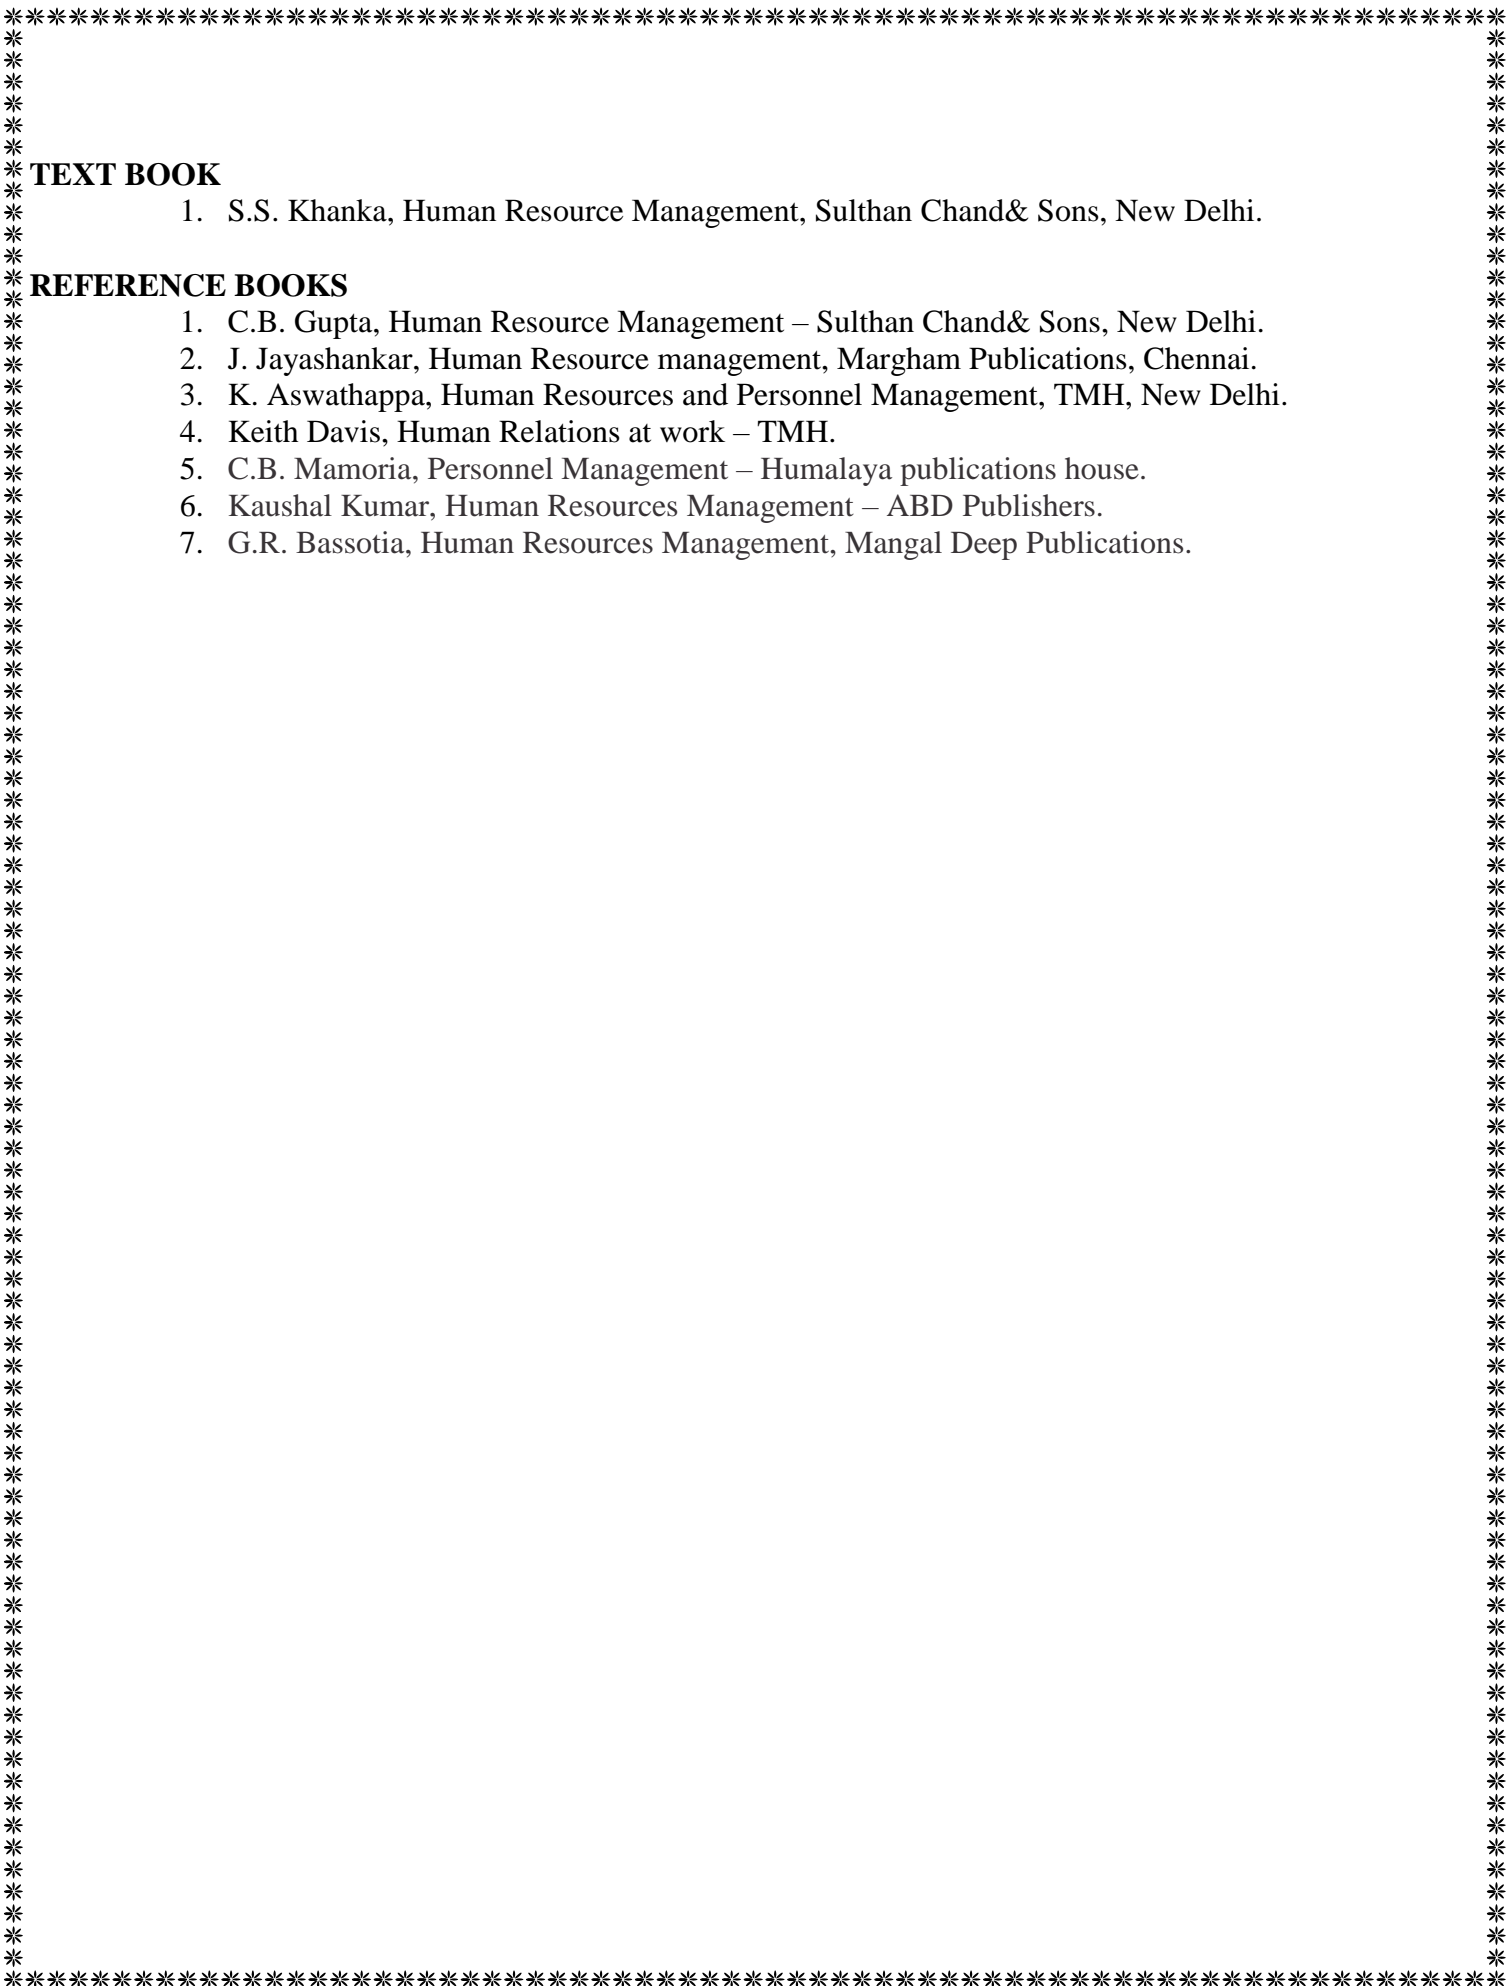 TEXT BOOK
1. S.S. Khanka, Human Resource Management, Sulthan Chand& Sons, New Delhi.
REFERENCE BOOKS
1. C.B. Gupta, Human Resource Management – Sulthan Chand& Sons, New Delhi.
2. J. Jayashankar, Human Resource management, Margham Publications, Chennai.
3. K. Aswathappa, Human Resources and Personnel Management, TMH, New Delhi.
4. Keith Davis, Human Relations at work – TMH.
5. C.B. Mamoria, Personnel Management – Humalaya publications house.
6. Kaushal Kumar, Human Resources Management – ABD Publishers.
7. G.R. Bassotia, Human Resources Management, Mangal Deep Publications.